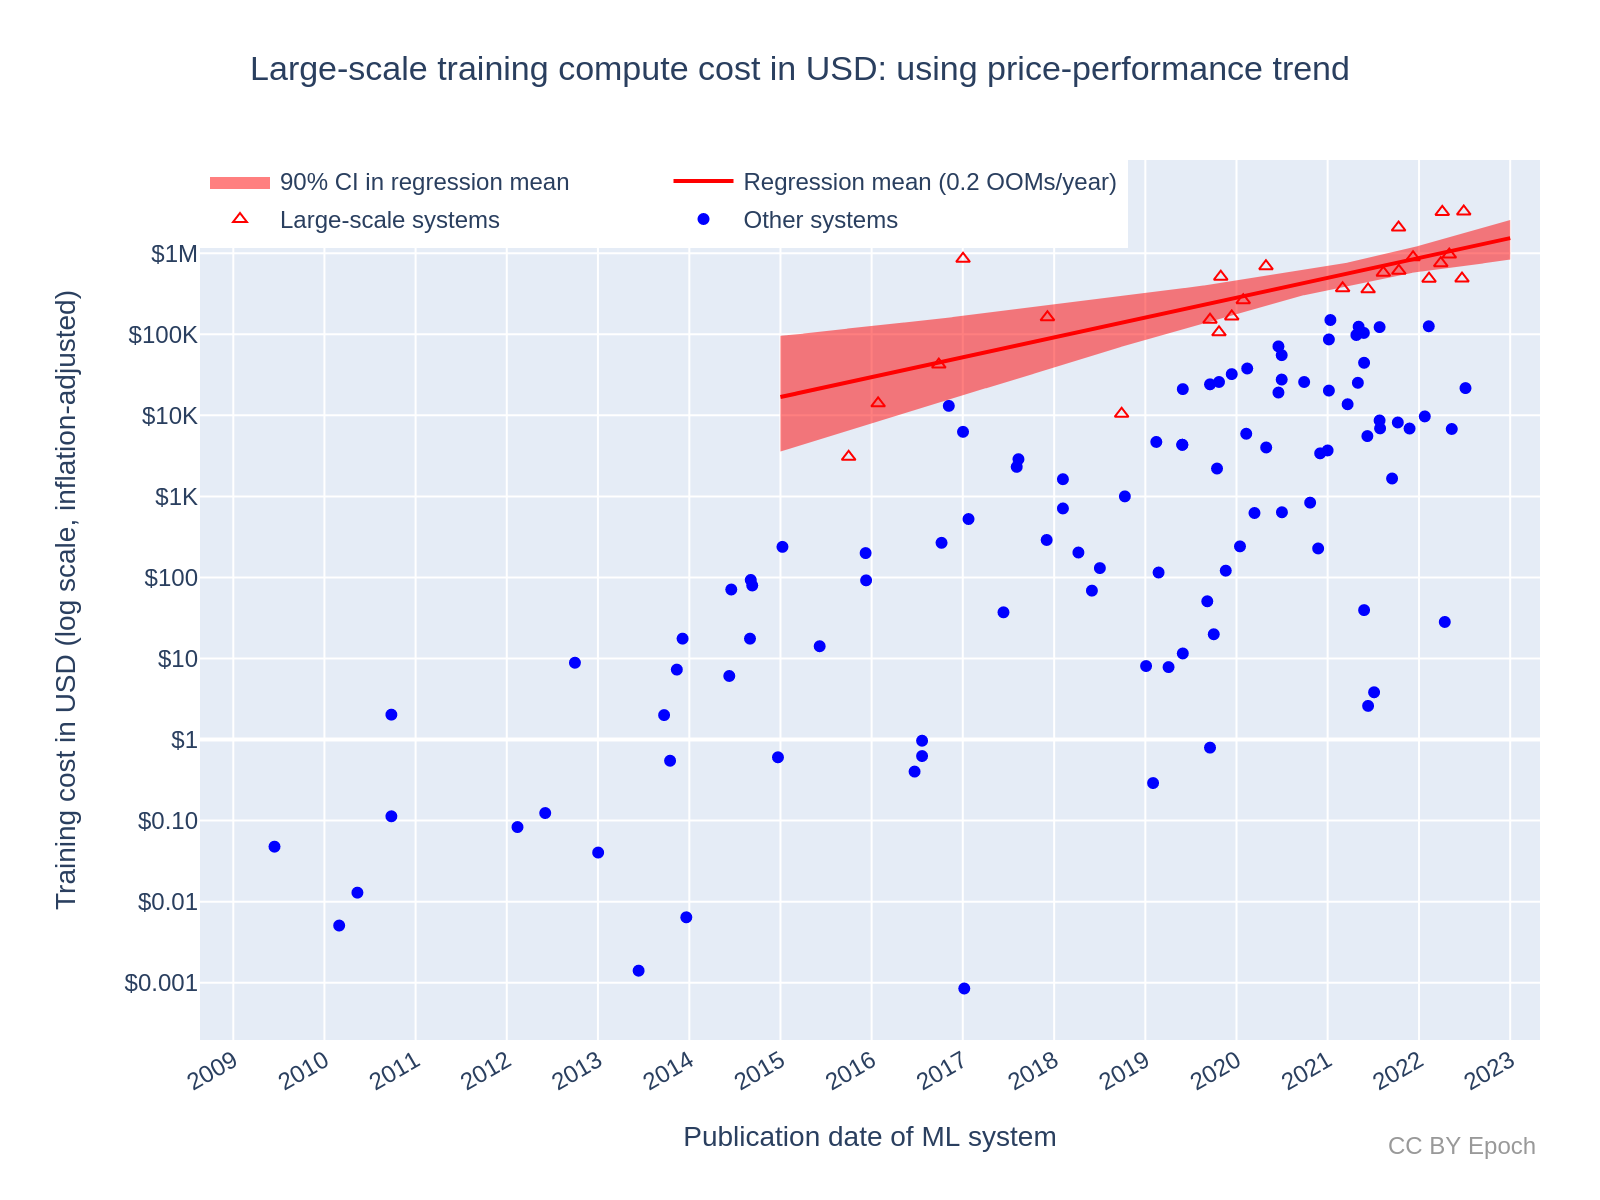 Large-scale training compute cost in USD: using price-performance trend
90% CI in regression mean
Regression mean (0.2 OOMs/year)
Large-scale systems
Other systems
Training cost in USD (log scale, inflation-adjusted)
$1M
$100K
$10K
$1K
$100
$10
$1
$0.10
$0.01
$0.001
2009
2010
2011
2012
2013
2014
2015
2016
2017
2018
2019
2020
2021
2022
2023
Publication date of ML system
CC BY Epoch